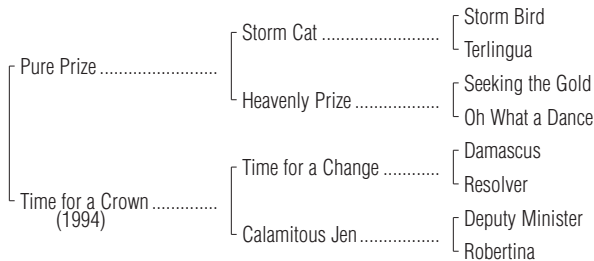 Storm Bird
Storm Cat ........................
Terlingua
Pure Prize ........................
Seeking the Gold
Heavenly Prize .................
Oh What a Dance
Damascus
Time for a Change ............
Resolver
Time for a Crown ..............
(1994)
Deputy Minister
Calamitous Jen .................
Robertina